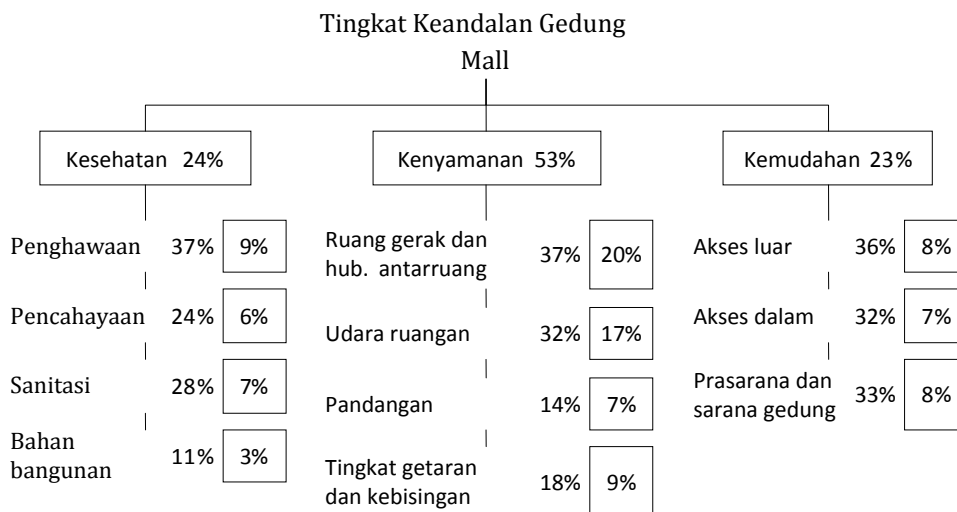 Tingkat Keandalan Gedung
Mall
Kesehatan 24%
Kenyamanan 53%
Kemudahan 23%
Penghawaan 37% 9%
Pencahayaan 24% 6%
Sanitasi 28% 7%
Bahan
bangunan 11% 3%
Ruang gerak dan
hub. antarruang 37% 20%
Udara ruangan 32% 17%
Pandangan 14% 7%
Tingkat getaran
dan kebisingan 18% 9%
Akses luar 36% 8%
Akses dalam 32% 7%
Prasarana dan
sarana gedung 33% 8%